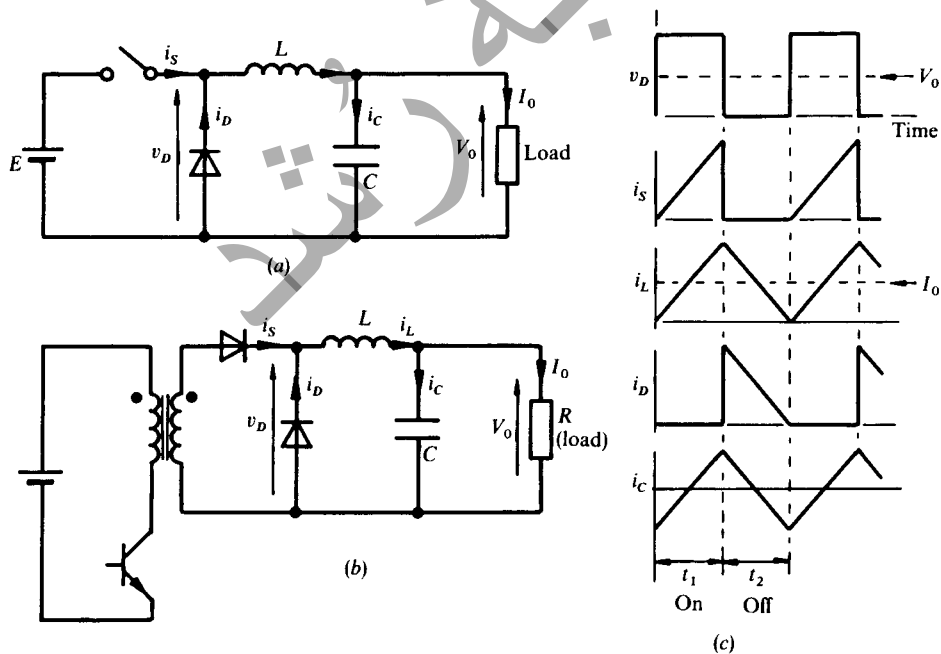 i_S
L
i_D
i_C
I_0
E
v_D
C
V_0
Load
(a)
i_S
L
i_L
i_D
i_C
I_0
v_D
C
V_0
R
(load)
(b)
v_D
V_0
Time
i_S
i_L
I_0
i_D
i_C
t_1
t_2
On
Off
(c)